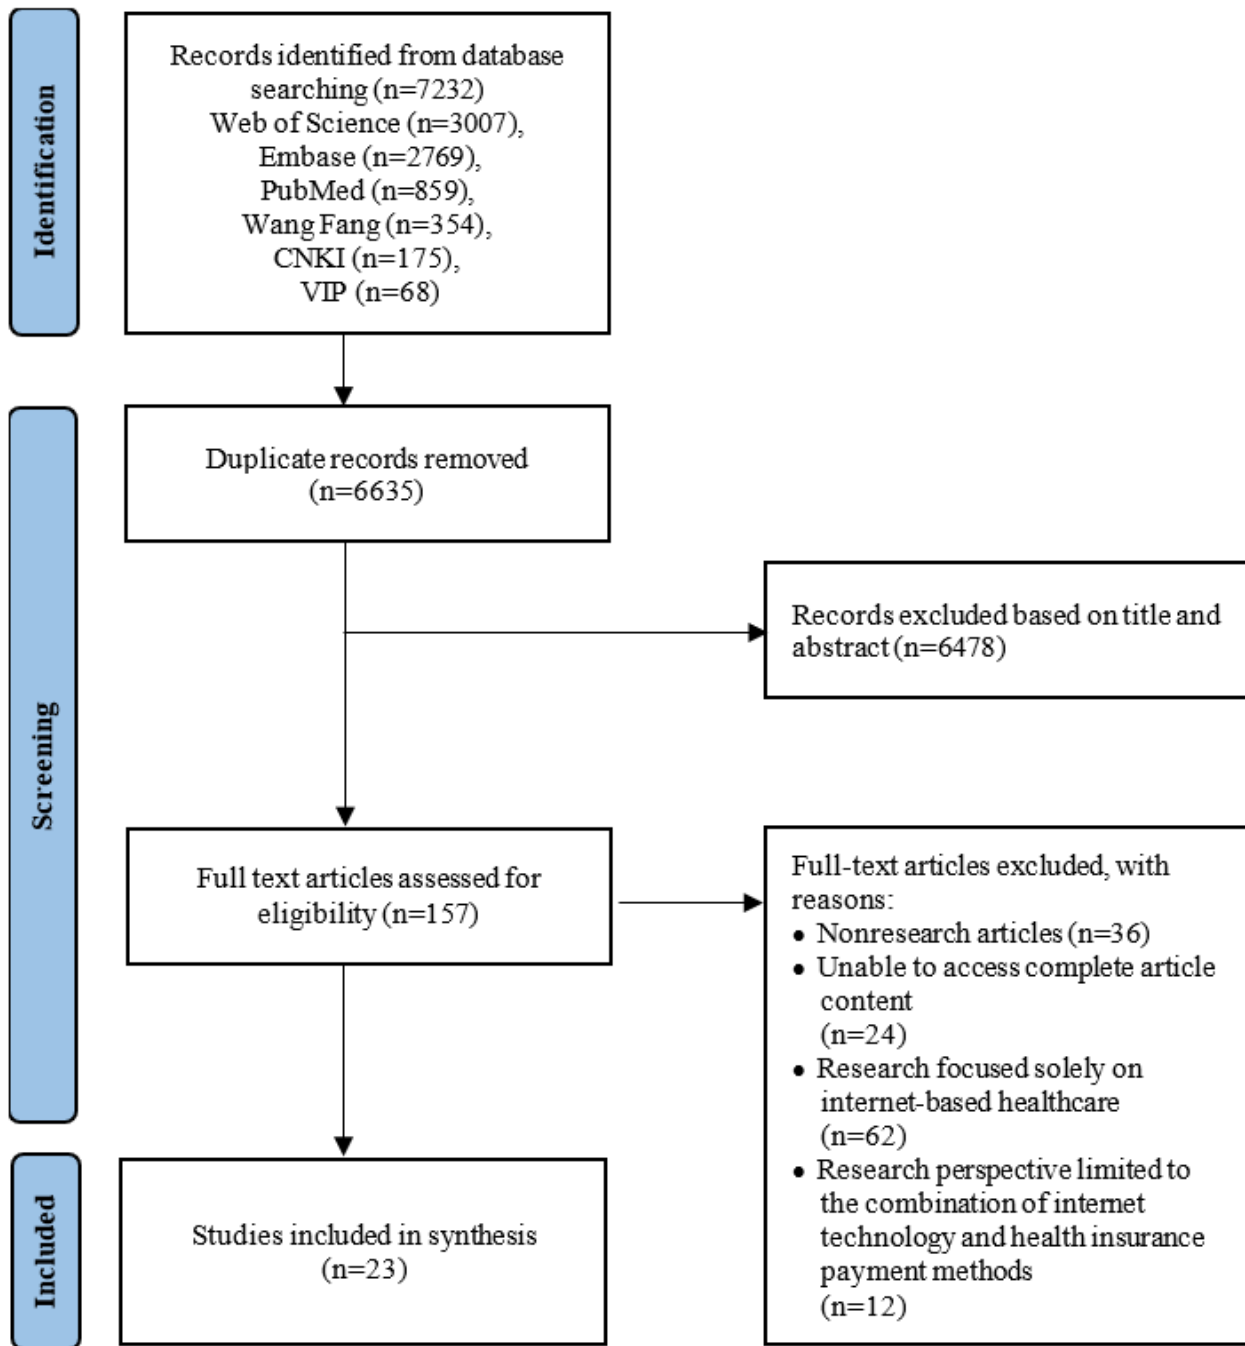 Identification
Records identified from database
searching (n=7232)
Web of Science (n=3007),
Embase (n=2769),
PubMed (n=859),
Wang Fang (n=354),
CNKI (n=175),
VIP (n=68)
Screening
Duplicate records removed
(n=6635)
Records excluded based on title and
abstract (n=6478)
Full text articles assessed for
eligibility (n=157)
Full-text articles excluded, with
reasons:
• Nonresearch articles (n=36)
• Unable to access complete article
content
(n=24)
• Research focused solely on
internet-based healthcare
(n=62)
• Research perspective limited to
the combination of internet
technology and health insurance
payment methods
(n=12)
Included
Studies included in synthesis
(n=23)